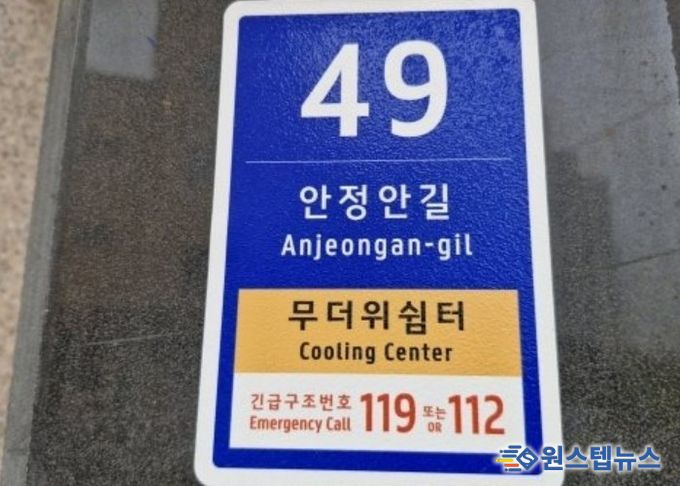 49
안정안길
Anjeongan-gil
무더위쉼터
Cooling Center
긴급구조번호 119 또는 112
Emergency Call OR
원스텝뉴스